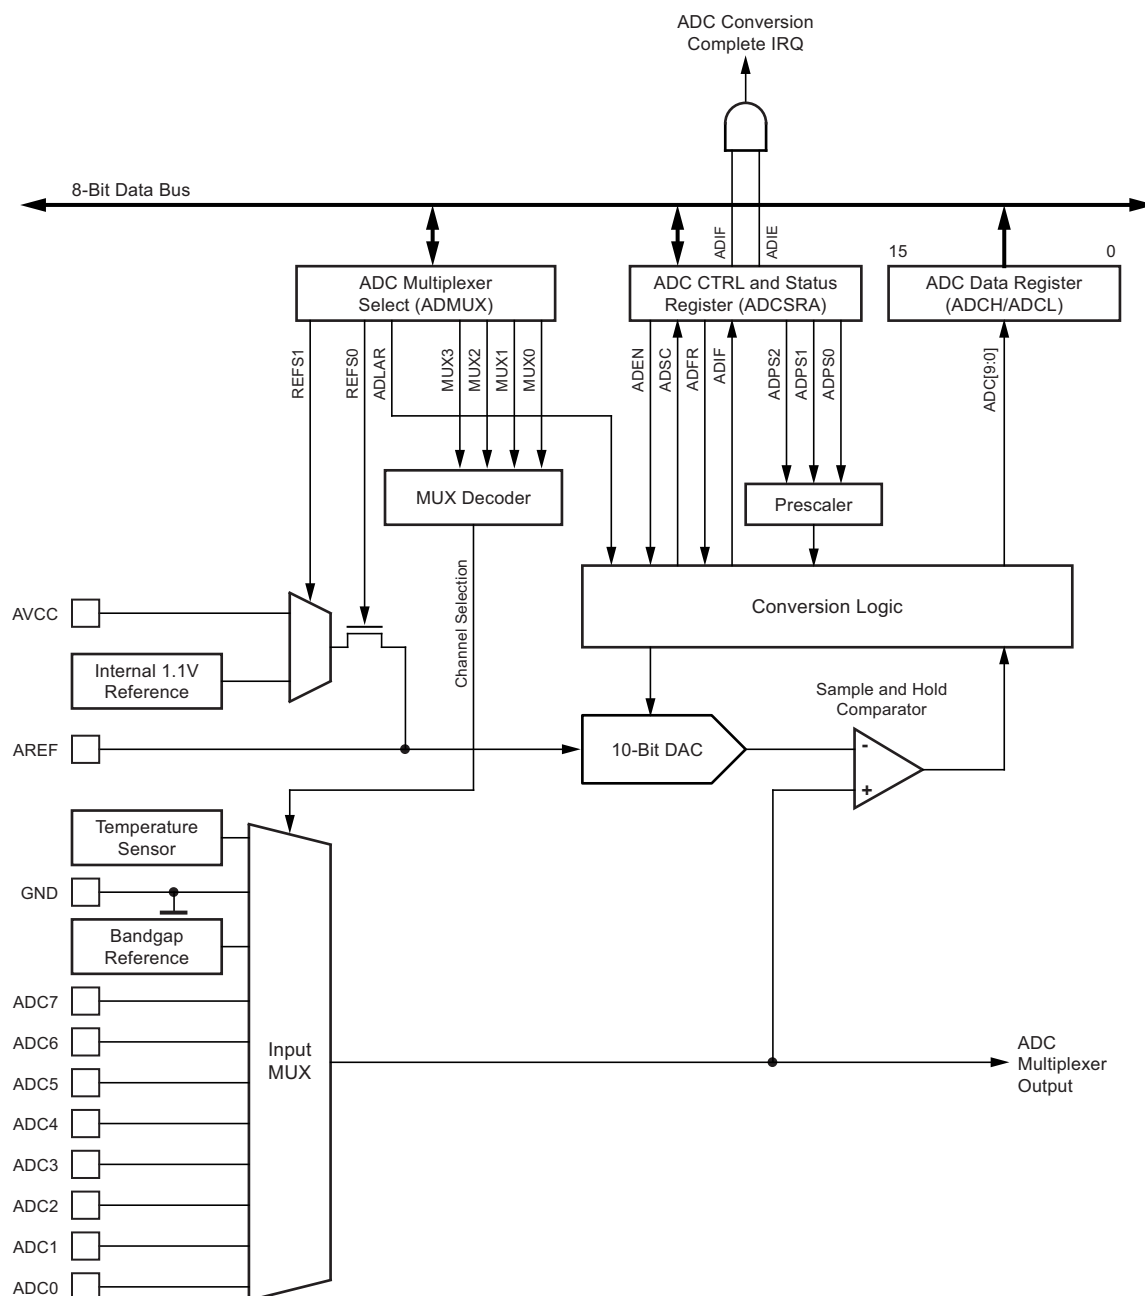 ADC Conversion
Complete IRQ
8-Bit Data Bus
ADIF
ADIE
15
0
ADC Multiplexer
Select (ADMUX)
ADC CTRL and Status
Register (ADCSRA)
ADC Data Register
(ADCH/ADCL)
REFS1
REFS0
ADLAR
MUX3
MUX2
MUX1
MUX0
ADEN
ADSC
ADFR
ADIF
ADPS2
ADPS1
ADPS0
ADC[9:0]
MUX Decoder
Prescaler
Channel Selection
Conversion Logic
AVCC
Internal 1.1V
Reference
Sample and Hold
Comparator
AREF
10-Bit DAC
-
+
Temperature
Sensor
GND
Bandgap
Reference
ADC7
ADC6
ADC5
ADC4
ADC3
ADC2
ADC1
ADC0
Input
MUX
ADC
Multiplexer
Output